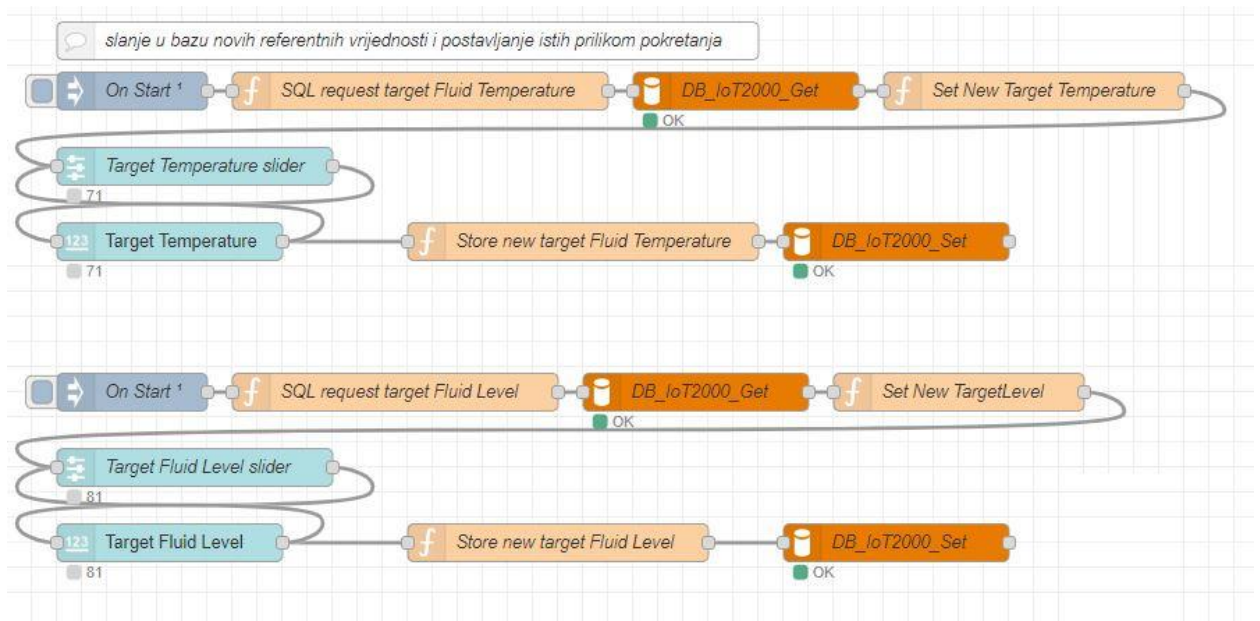 slanje u bazu novih referentnih vrijednosti i postavljanje istih prilikom pokretanja
On Start ¹
SQL request target Fluid Temperature
DB_IoT2000_Get
Set New Target Temperature
OK
Target Temperature slider
71
123
Target Temperature
Store new target Fluid Temperature
DB_IoT2000_Set
71
OK
On Start ¹
SQL request target Fluid Level
DB_IoT2000_Get
Set New TargetLevel
OK
Target Fluid Level slider
81
123
Target Fluid Level
Store new target Fluid Level
DB_IoT2000_Set
81
OK